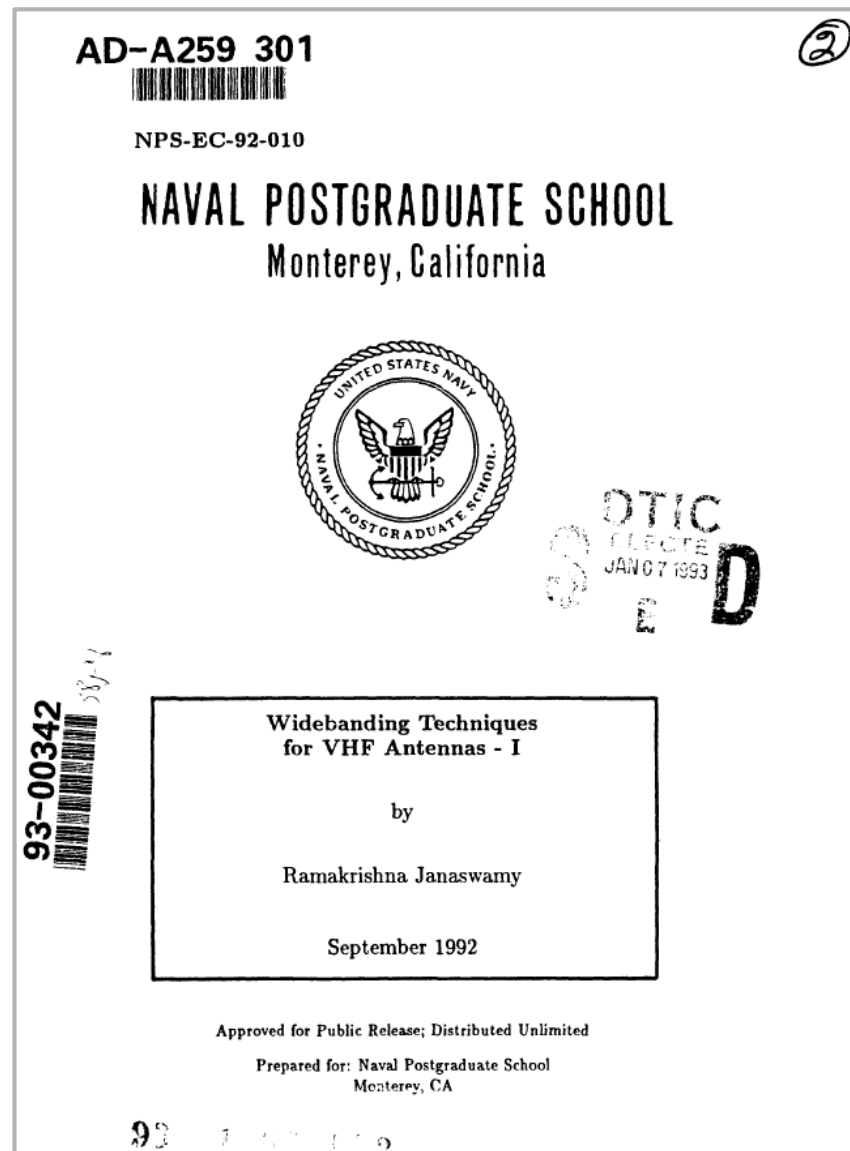 AD-A259 301
2
NPS-EC-92-010
NAVAL POSTGRADUATE SCHOOL
Monterey, California
UNITED STATES NAVY
NAVAL POSTGRADUATE SCHOOL
DTIC
ELECTE
JAN 07 1993
S D
E
93-00342
Widebanding Techniques
for VHF Antennas - I
by
Ramakrishna Janaswamy
September 1992
Approved for Public Release; Distributed Unlimited
Prepared for: Naval Postgraduate School
Monterey, CA